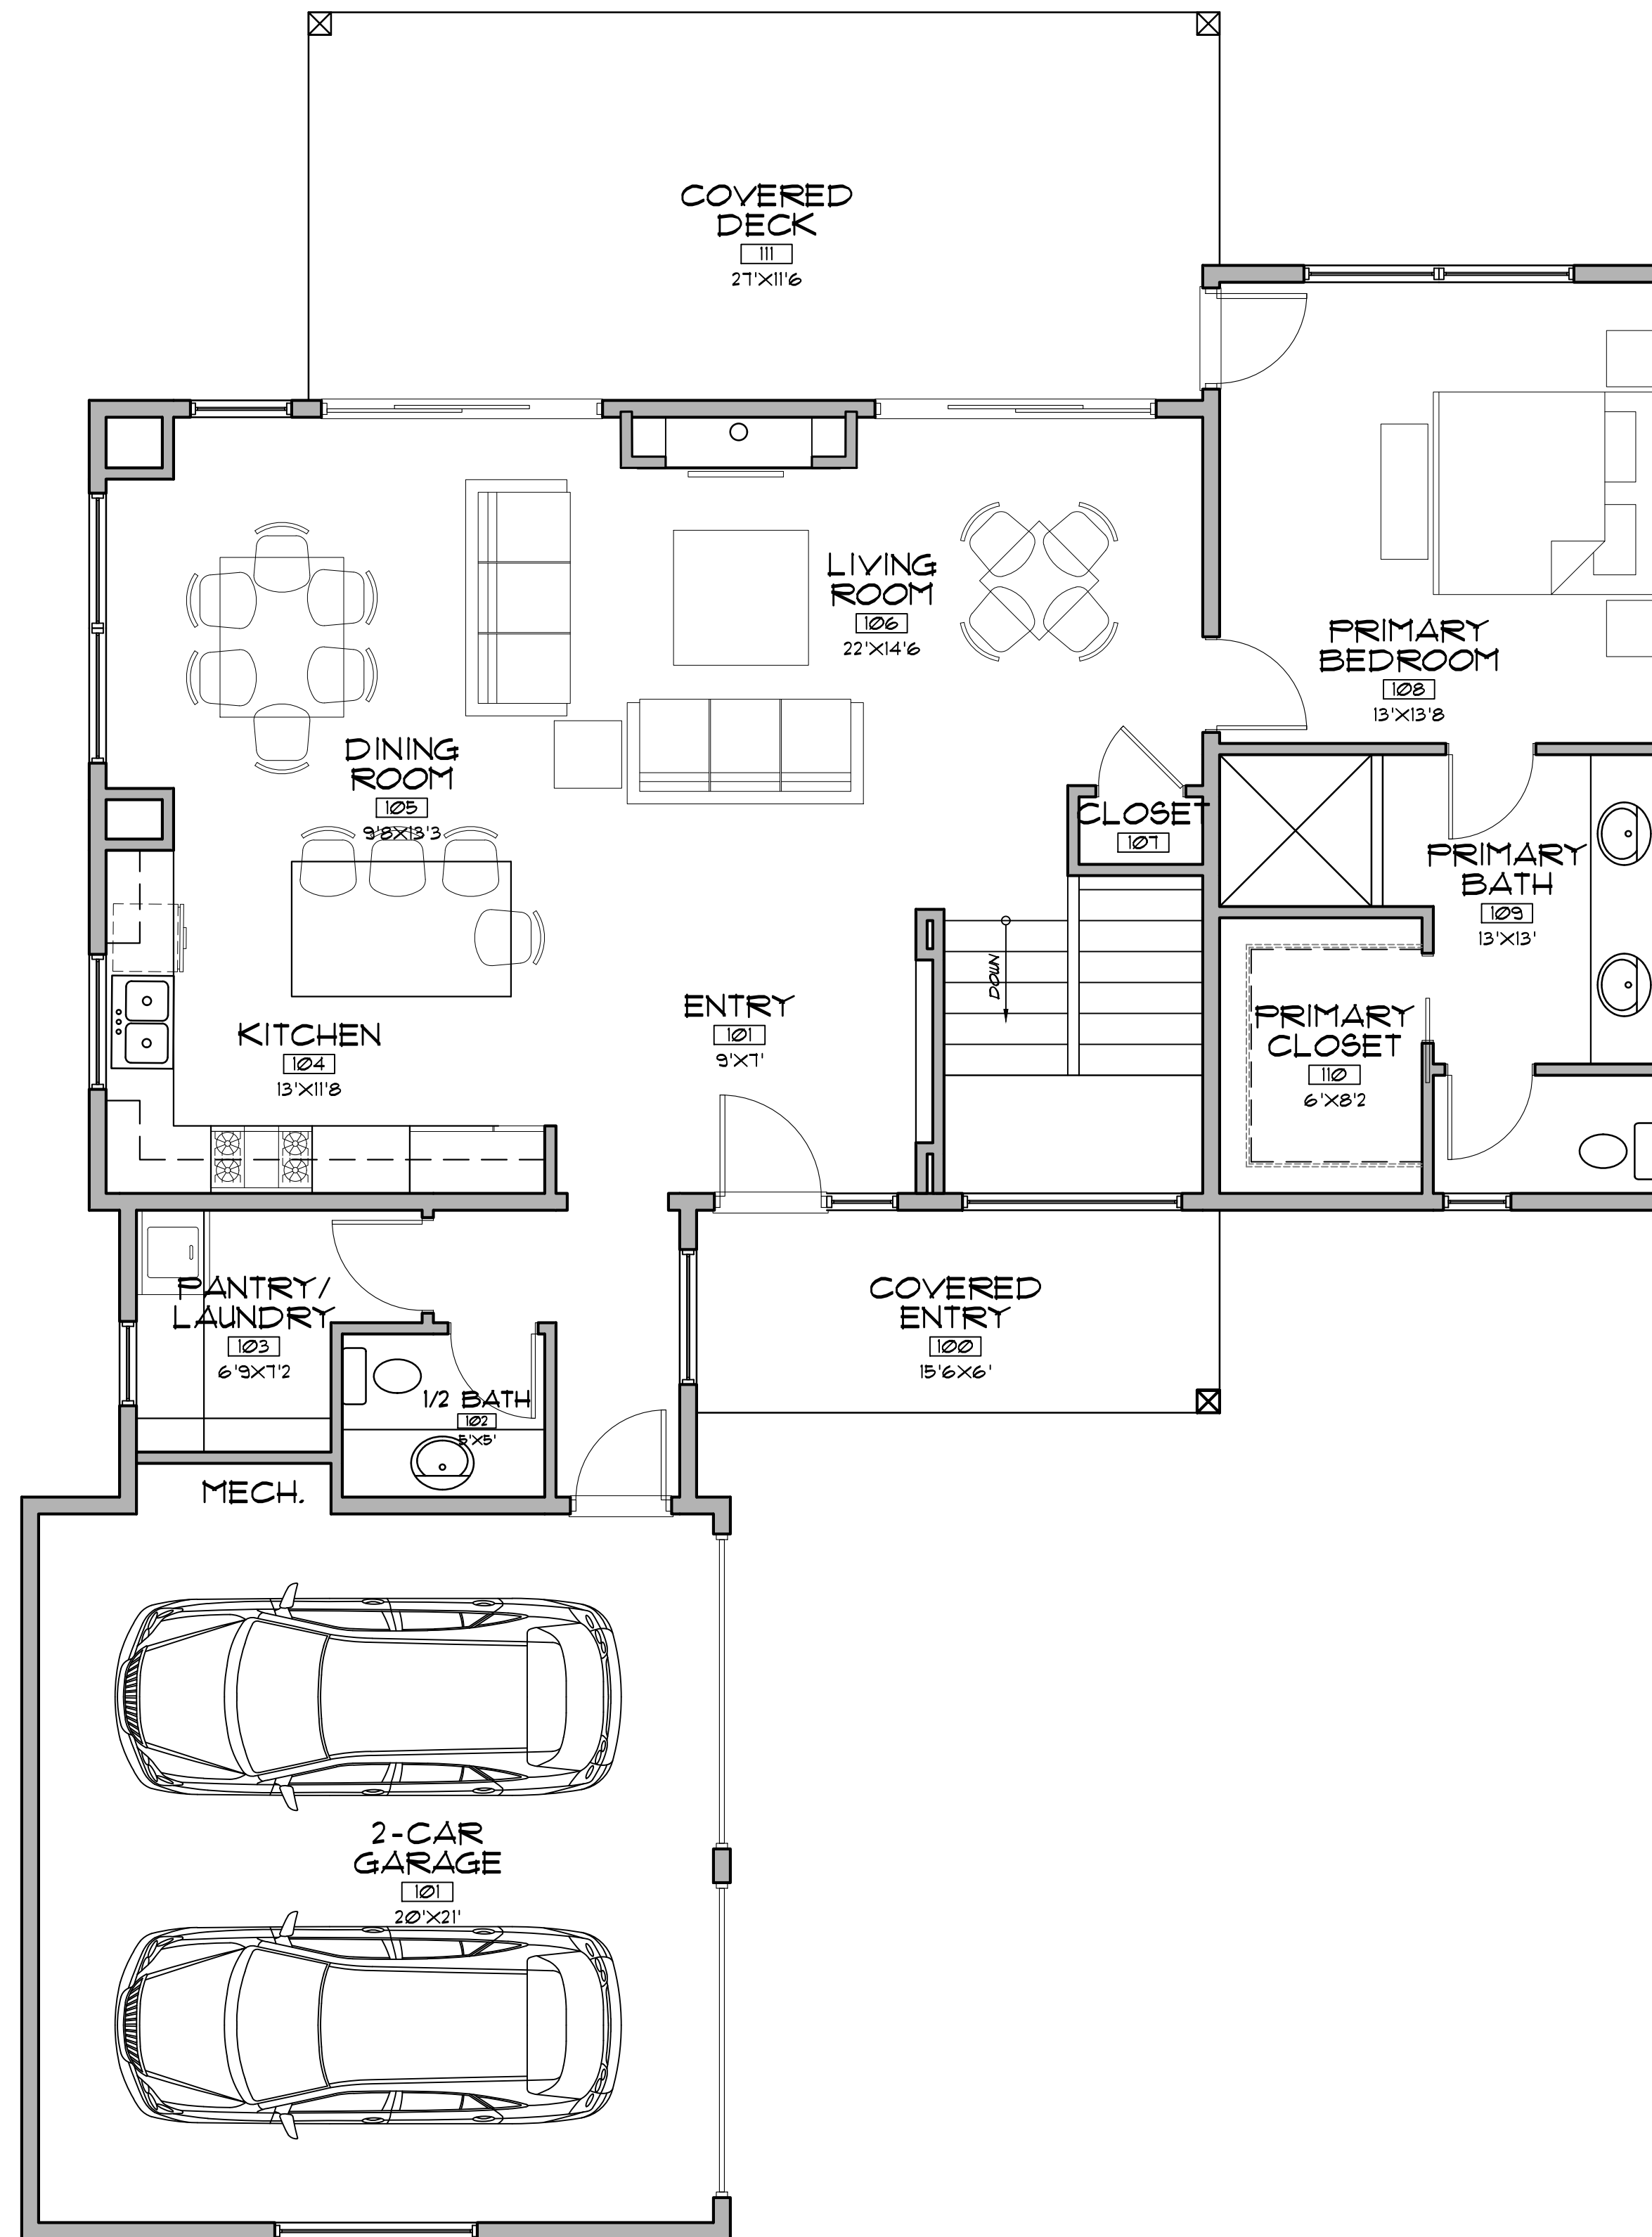 COVERED
DECK
111
27'X11'6
LIVING
ROOM
106
22'X14'6
PRIMARY
BEDROOM
108
13'X13'8
DINING
ROOM
105
9'8X13'3
CLOSET
107
PRIMARY
BATH
109
13'X13'
DOWN
KITCHEN
104
13'X11'8
ENTRY
101
9'X7'
PRIMARY
CLOSET
110
6'X8'2
PANTRY/
LAUNDRY
103
6'9X7'2
COVERED
ENTRY
100
15'6X6'
1/2 BATH
102
5'X5'
MECH.
2-CAR
GARAGE
101
20'X21'